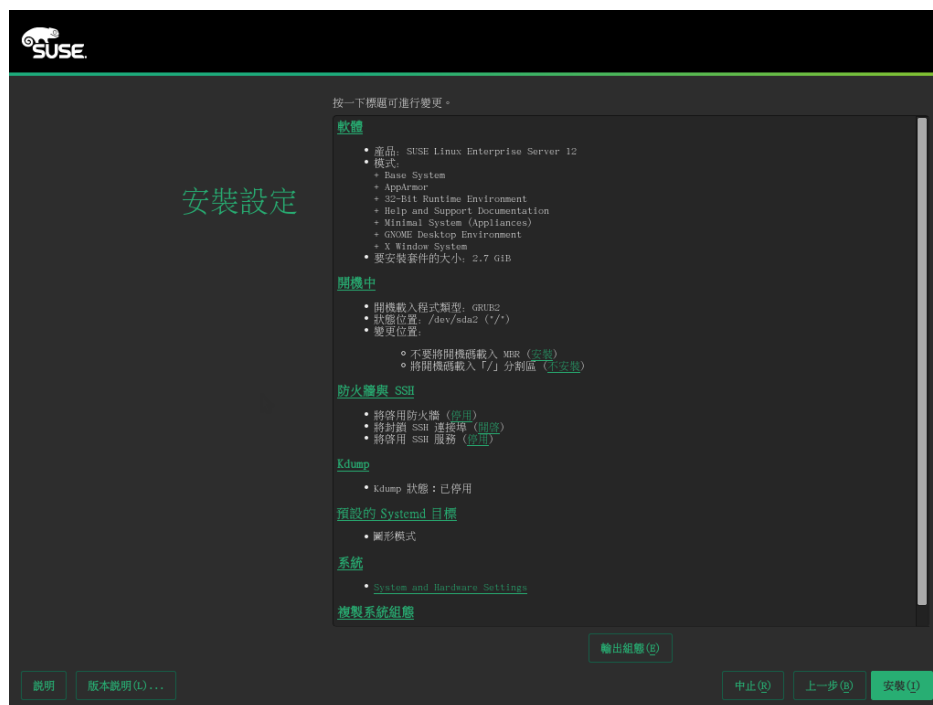 SUSE.
按一下標題可進行變更。
軟體
• 產品: SUSE Linux Enterprise Server 12
• 模式:
+ Base System
+ AppArmor
+ 32-Bit Runtime Environment
+ Help and Support Documentation
+ Minimal System (Appliances)
+ GNOME Desktop Environment
+ X Window System
• 要安裝套件的大小: 2.7 GiB
安裝設定
開機中
• 開機載入程式類型: GRUB2
• 狀態位置: /dev/sda2 ("/")
• 變更位置:
不要將開機碼載入 MBR (安裝)
將開機碼載入「/」分割區 (不安裝)
防火牆與 SSH
• 將啓用防火牆 (停用)
• 將封鎖 SSH 連接埠 (開啓)
• 將啓用 SSH 服務 (停用)
Kdump
• Kdump 狀態：已停用
預設的 Systemd 目標
• 圖形模式
系統
• System and Hardware Settings
複製系統組態
輸出組態(E)
說明
版本說明(L)...
中止(R)
上一步(B)
安裝(I)